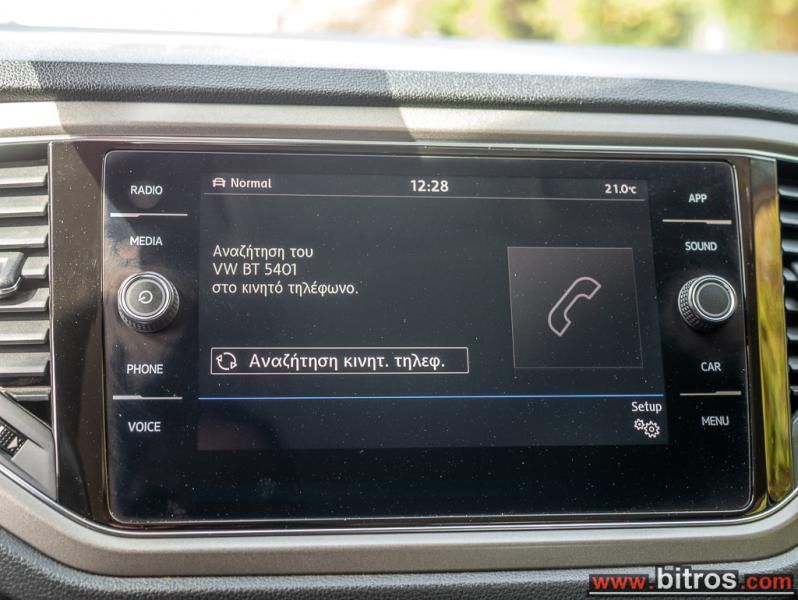 RADIO
MEDIA
PHONE
VOICE
Normal 12:28 21.0°C
Αναζήτηση του
VW BT 5401
στο κινητό τηλέφωνο.
Αναζήτηση κινητ. τηλεφ.
Setup
APP
SOUND
CAR
MENU
www.bitros.com